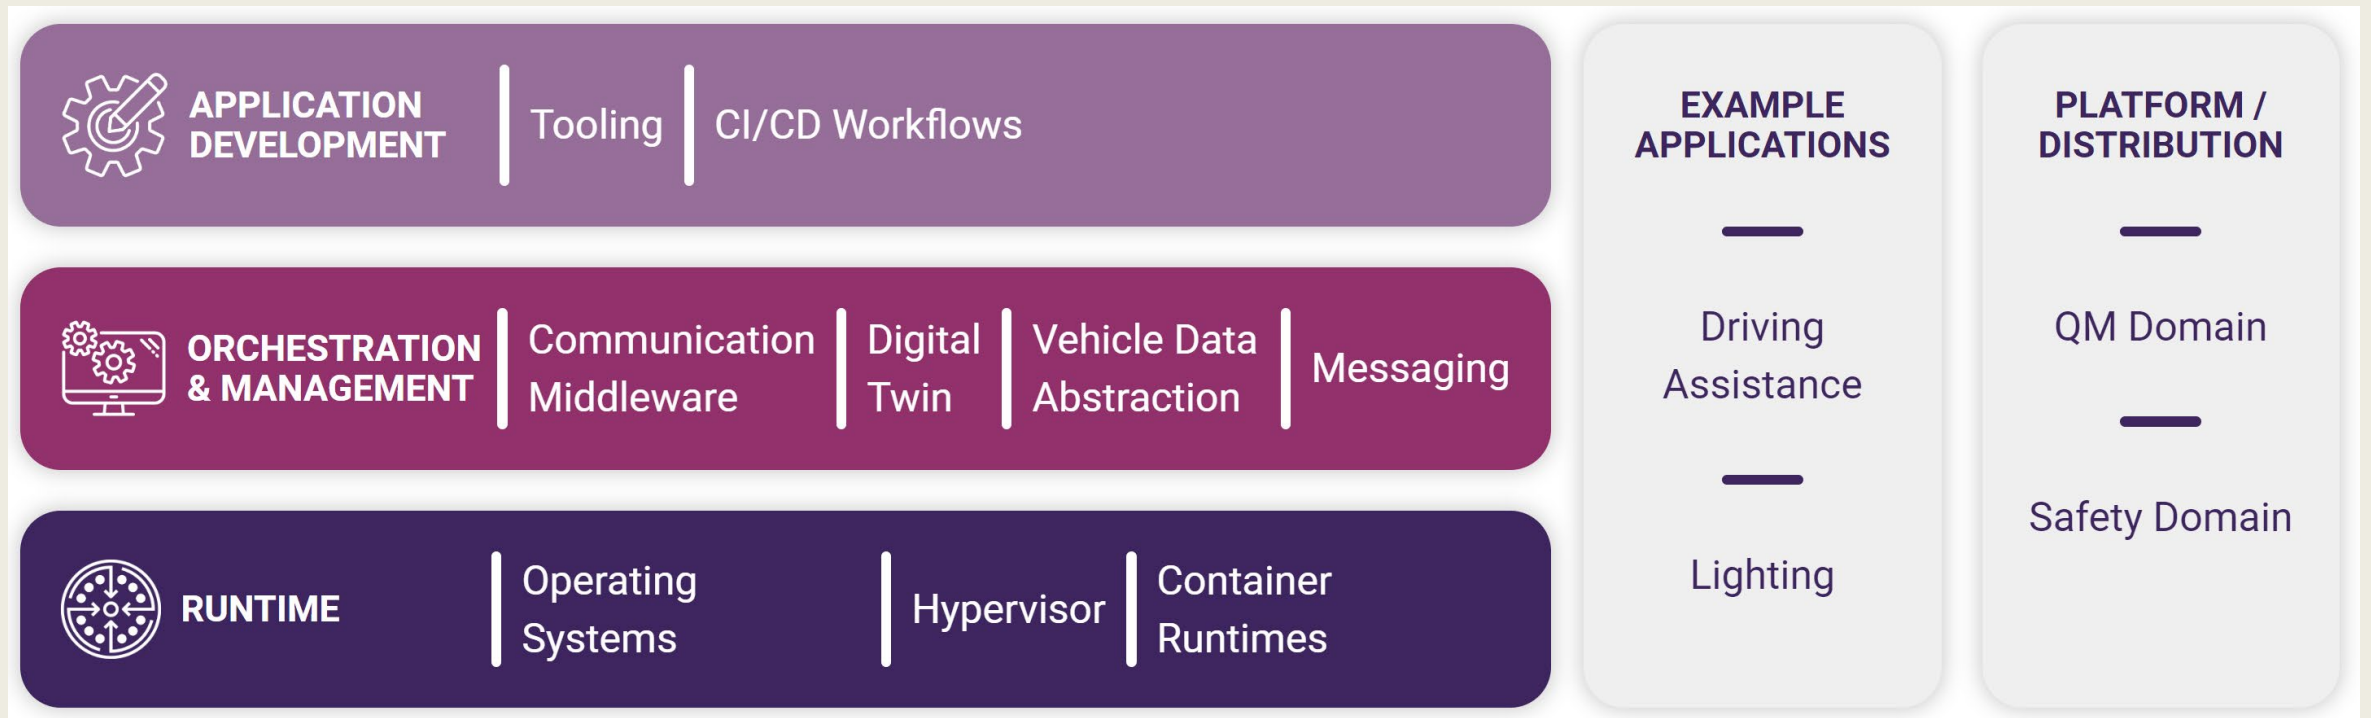 APPLICATION
DEVELOPMENT
Tooling
CI/CD Workflows
ORCHESTRATION
& MANAGEMENT
Communication
Middleware
Digital
Twin
Vehicle Data
Abstraction
Messaging
RUNTIME
Operating
Systems
Hypervisor
Container
Runtimes
EXAMPLE
APPLICATIONS
Driving
Assistance
Lighting
PLATFORM /
DISTRIBUTION
QM Domain
Safety Domain